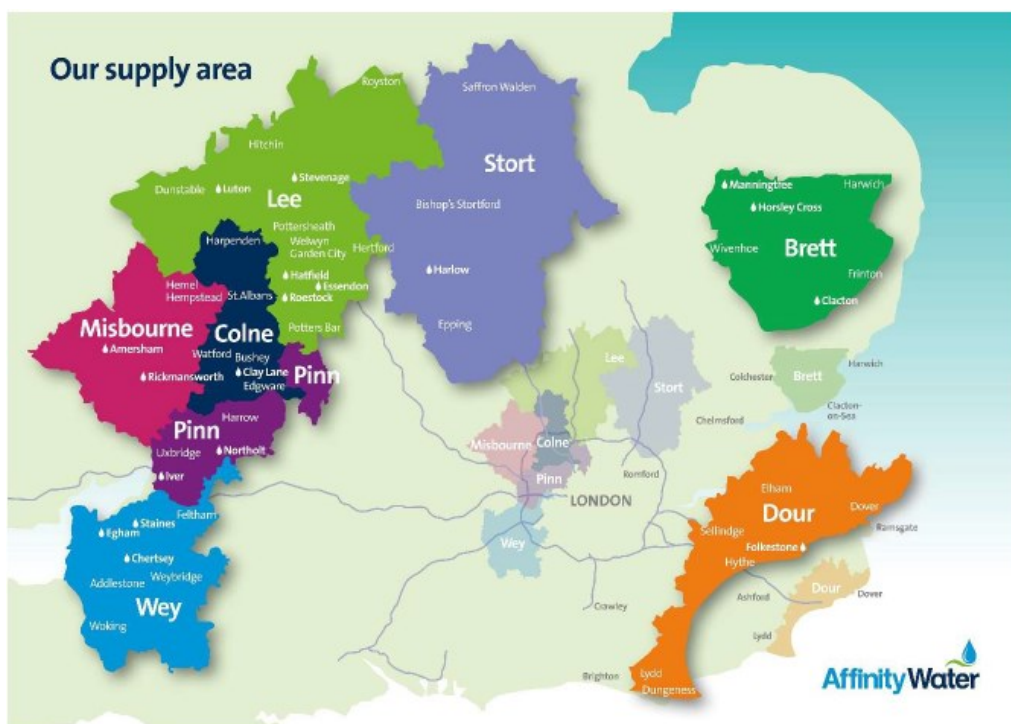 Our supply area
Royston
Saffron Walden
Hitchin
Stort
Stevenage
Dunstable
Luton
Lee
Manningtree
Harwich
Horsley Cross
Bishop's Stortford
Pottersheath
Welwyn
Garden City
Hertford
Harpenden
Wivenhoe
Brett
Frinton
Harlow
Hatfield
Essendon
Roestock
Hemel
Hempstead
St.Albans
Clacton
Misbourne
Colne
Potters Bar
Epping
Amersham
Watford
Bushey
Clay Lane
Edgware
Rickmansworth
Pinn
Lee
Stort
Harwich
Colchester
Brett
Clacton-
on-Sea
Chelmsford
Harrow
Pinn
Uxbridge
Northolt
Iver
Misbourne
Colne
Pinn
Romford
LONDON
Wey
Feltham
Staines
Egham
Chertsey
Addlestone
Weybridge
Wey
Woking
Elham
Dour
Dover
Ramsgate
Sellindge
Folkestone
Hythe
Ashford
Dour
Dover
Crawley
Lydd
Brighton
Lydd
Dungeness
AffinityWater